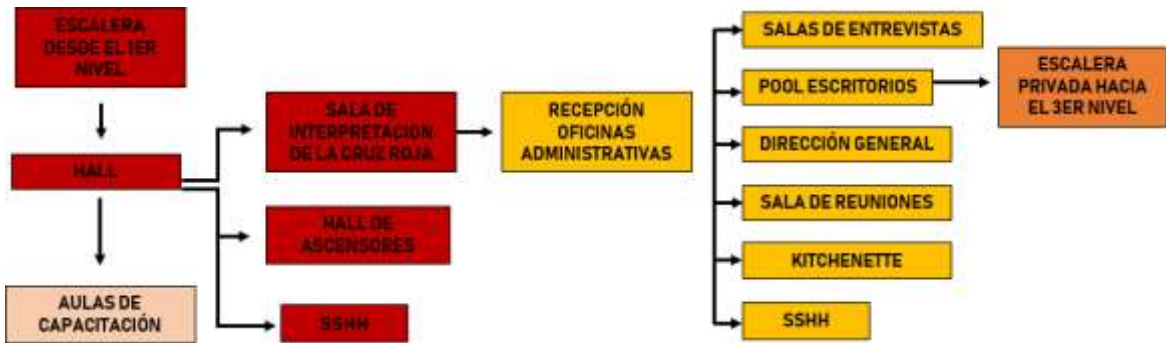 ESCALERA
DESDE EL 1ER
NIVEL
HALL
AULAS DE
CAPACITACIÓN
SALA DE
INTERPRETACION
DE LA CRUZ ROJA
HALL DE
ASCENSORES
SSHH
RECEPCIÓN
OFICINAS
ADMINISTRATIVAS
SALAS DE ENTREVISTAS
POOL ESCRITORIOS
DIRECCIÓN GENERAL
SALA DE REUNIONES
KITCHENETTE
SSHH
ESCALERA
PRIVADA HACIA
EL 3ER NIVEL